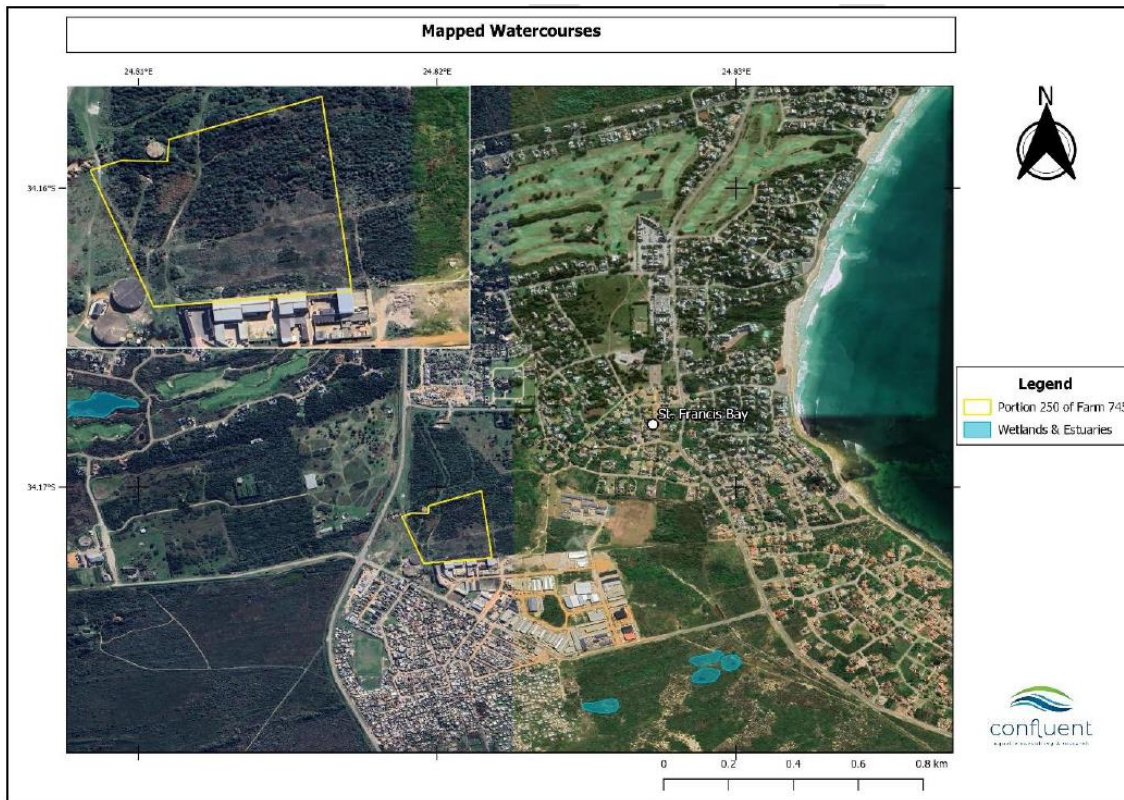 Mapped Watercourses
24.81°E
24.82°E
24.83°E
N
34.16°S
Legend
Portion 250 of Farm 745
Wetlands & Estuaries
St. Francis Bay
34.17°S
confluent
0 0.2 0.4 0.6 0.8 km